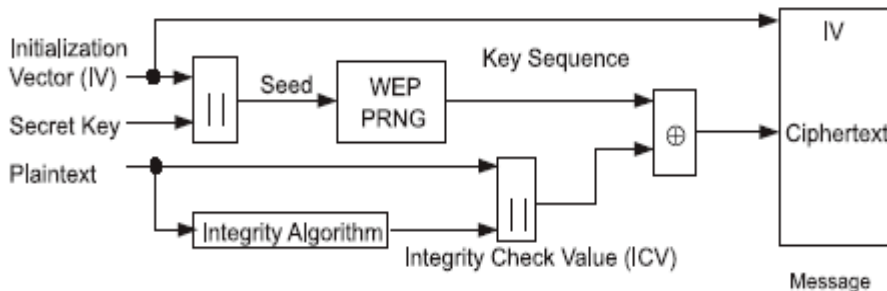 Initialization
Vector (IV)
Secret Key
Plaintext
||
Seed
WEP
PRNG
Key Sequence
Integrity Algorithm
||
Integrity Check Value (ICV)
⊕
IV
Ciphertext
Message